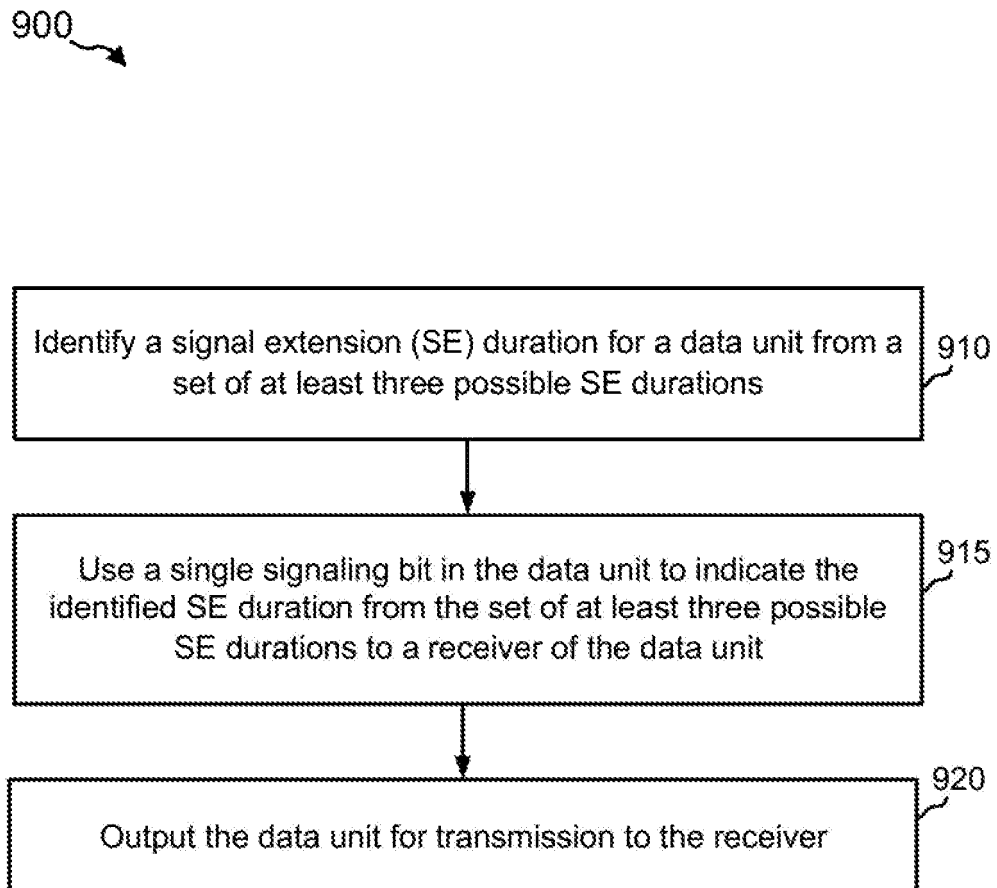 900
Identify a signal extension (SE) duration for a data unit from a
set of at least three possible SE durations
910
Use a single signaling bit in the data unit to indicate the
identified SE duration from the set of at least three possible
SE durations to a receiver of the data unit
915
Output the data unit for transmission to the receiver
920